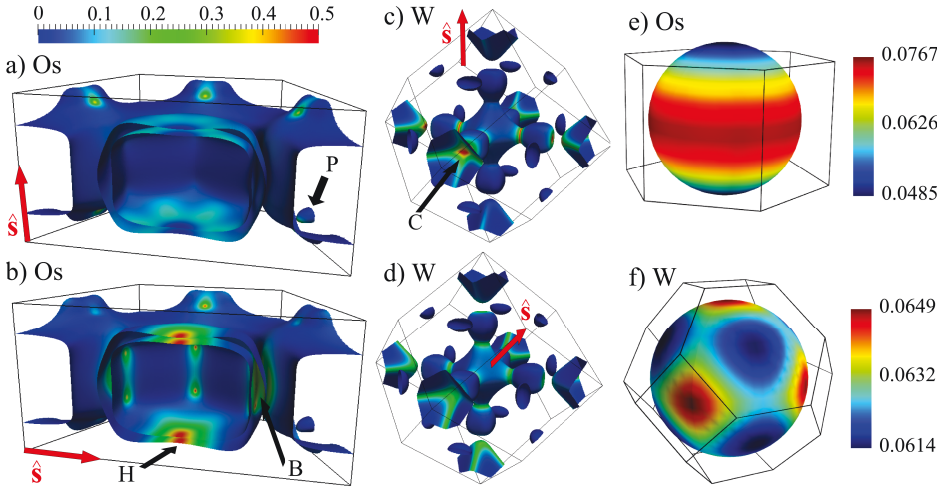 0 0.1 0.2 0.3 0.4 0.5
a) Os
ŝ
P
b) Os
ŝ
H
B
c) W
ŝ
C
d) W
ŝ
e) Os
0.0767
0.0626
0.0485
f) W
0.0649
0.0632
0.0614